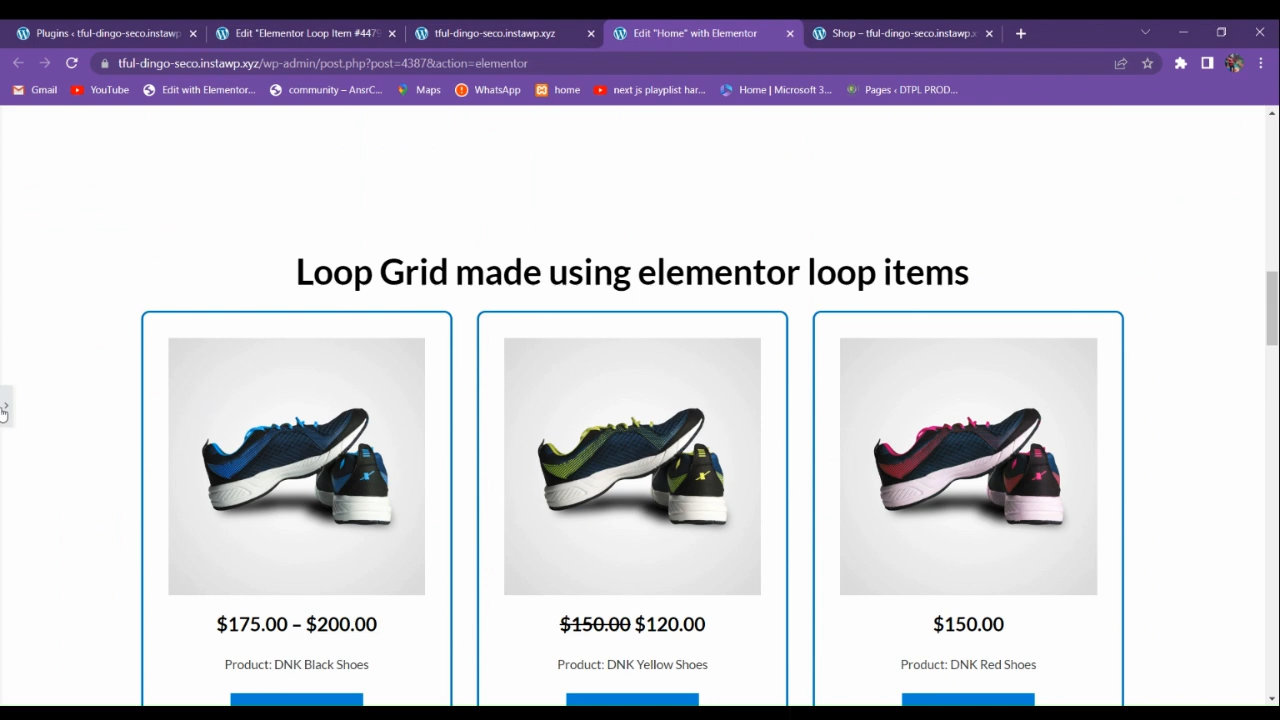 Plugins ‹ tful-dingo-seco.instawp
Edit "Elementor Loop Item #4475
tful-dingo-seco.instawp.xyz
Edit "Home" with Elementor
Shop – tful-dingo-seco.instawp.x
tful-dingo-seco.instawp.xyz/wp-admin/post.php?post=4387&action=elementor
Gmail
YouTube
Edit with Elementor...
community – AnsrC...
Maps
WhatsApp
home
next js playplist har...
Home | Microsoft 3...
Pages ‹ DTPL PROD...
Loop Grid made using elementor loop items
$175.00 – $200.00
$150.00 $120.00
$150.00
Product: DNK Black Shoes
Product: DNK Yellow Shoes
Product: DNK Red Shoes